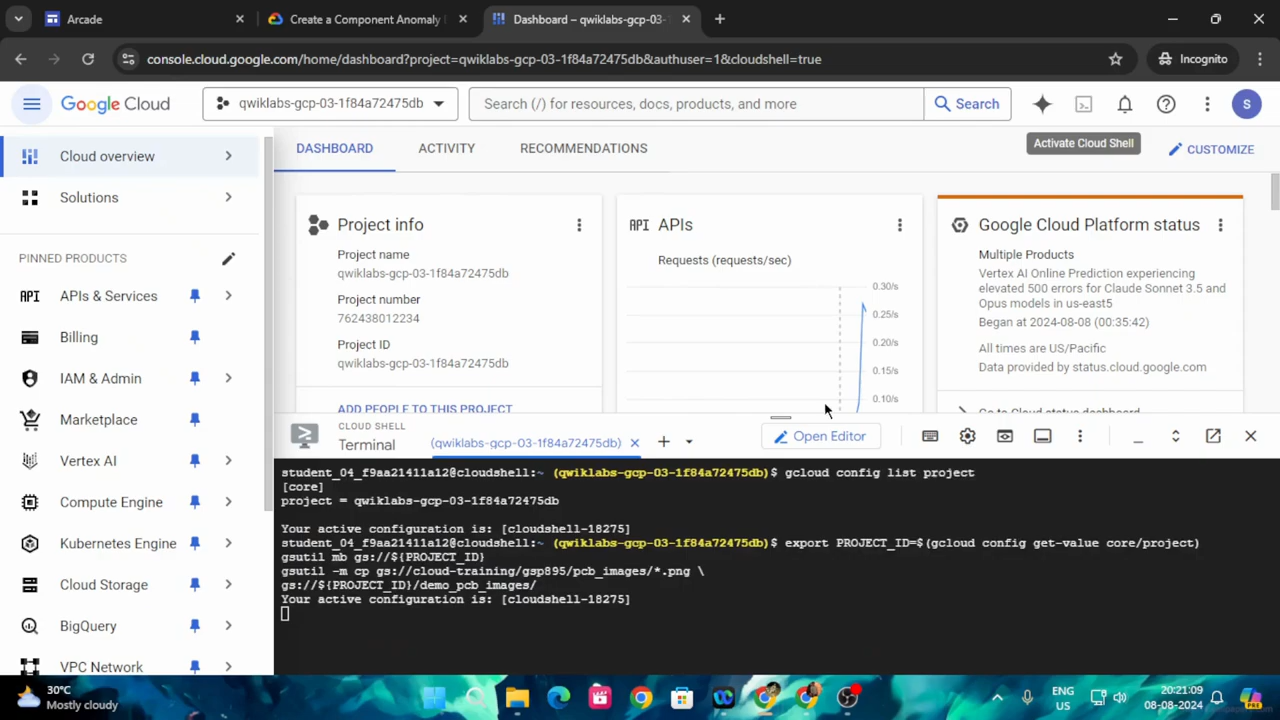 Arcade
Create a Component Anomaly
Dashboard – qwiklabs-gcp-03-
console.cloud.google.com/home/dashboard?project=qwiklabs-gcp-03-1f84a72475db&authuser=1&cloudshell=true
Incognito
Google Cloud
qwiklabs-gcp-03-1f84a72475db
Search (/) for resources, docs, products, and more
Search
S
Cloud overview
Solutions
PINNED PRODUCTS
API APIs & Services
Billing
IAM & Admin
Marketplace
Vertex AI
Compute Engine
Kubernetes Engine
Cloud Storage
BigQuery
VPC Network
DASHBOARD
ACTIVITY
RECOMMENDATIONS
Activate Cloud Shell
CUSTOMIZE
Project info
Project name
qwiklabs-gcp-03-1f84a72475db
Project number
762438012234
Project ID
qwiklabs-gcp-03-1f84a72475db
ADD PEOPLE TO THIS PROJECT
API APIs
Requests (requests/sec)
0.30/s
0.25/s
0.20/s
0.15/s
0.10/s
Google Cloud Platform status
Multiple Products
Vertex AI Online Prediction experiencing
elevated 500 errors for Claude Sonnet 3.5 and
Opus models in us-east5
Began at 2024-08-08 (00:35:42)
All times are US/Pacific
Data provided by status.cloud.google.com
Go to Cloud status dashboard
CLOUD SHELL
Terminal
(qwiklabs-gcp-03-1f84a72475db)
Open Editor
student_04_f9aa21411a12@cloudshell:~ (qwiklabs-gcp-03-1f84a72475db)$ gcloud config list project
[core]
project = qwiklabs-gcp-03-1f84a72475db
Your active configuration is: [cloudshell-18275]
student_04_f9aa21411a12@cloudshell:~ (qwiklabs-gcp-03-1f84a72475db)$ export PROJECT_ID=$(gcloud config get-value core/project)
gsutil mb gs://${PROJECT_ID}
gsutil -m cp gs://cloud-training/gsp895/pcb_images/*.png \
gs://${PROJECT_ID}/demo_pcb_images/
Your active configuration is: [cloudshell-18275]
30°C
Mostly cloudy
ENG
US
20:21:09
08-08-2024
PRE